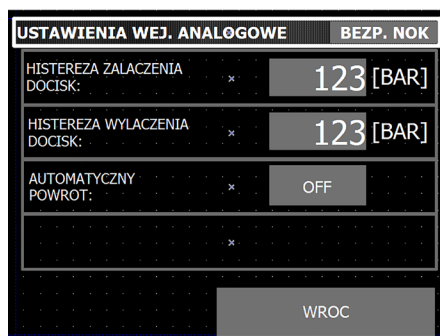 USTAWIENIA WEJ. ANALOGOWE BEZP. NOK
HISTEREZA ZALACZENIA
DOCISK:
123 [BAR]
HISTEREZA WYLACZENIA
DOCISK:
123 [BAR]
AUTOMATYCZNY
POWROT:
OFF
WROC